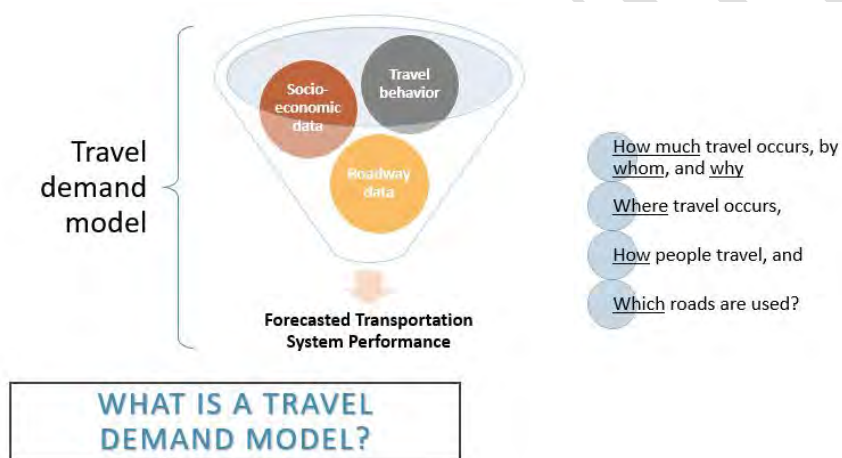 Travel
demand
model
Socio-
economic
data
Travel
behavior
Roadway
data
Forecasted Transportation
System Performance
How much travel occurs, by
whom, and why
Where travel occurs,
How people travel, and
Which roads are used?
WHAT IS A TRAVEL
DEMAND MODEL?